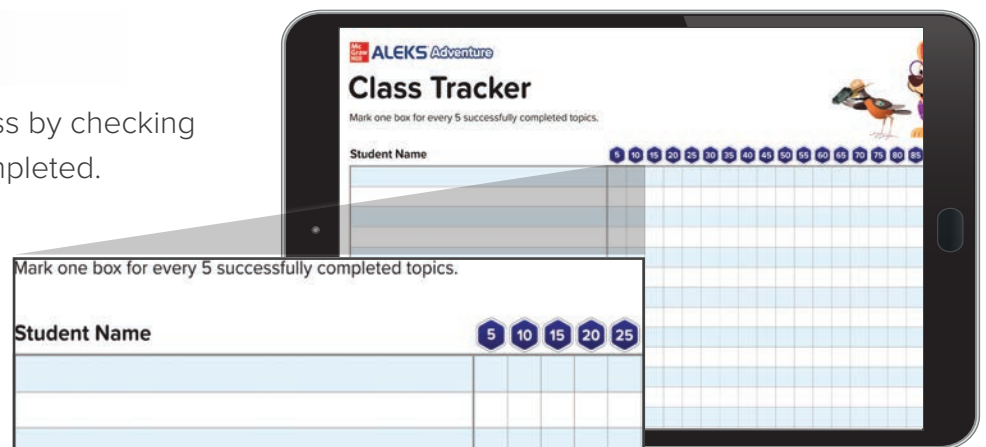 ss by checking
mpleted.
Mc
Graw
Hill
ALEKS Adventure
Class Tracker
Mark one box for every 5 successfully completed topics.
Student Name
5 10 15 20 25 30 35 40 45 50 55 60 65 70 75 80 85
Mark one box for every 5 successfully completed topics.
Student Name
5 10 15 20 25